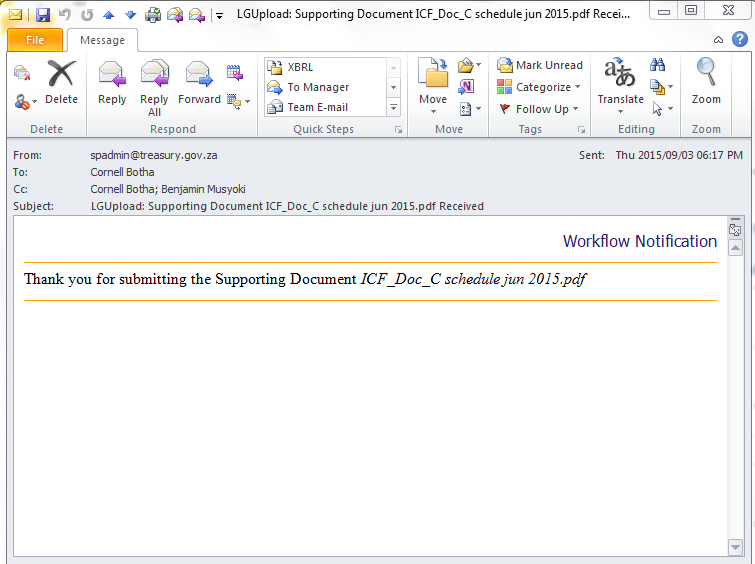 LGUpload: Supporting Document ICF_Doc_C schedule jun 2015.pdf Recei...
File Message
XBRL Mark Unread
To Manager Categorize
Delete Reply Reply All Forward Team E-mail Move Follow Up Translate Zoom
Delete Respond Quick Steps Move Tags Editing Zoom
From: spadmin@treasury.gov.za Sent: Thu 2015/09/03 06:17 PM
To: Cornell Botha
Cc: Cornell Botha; Benjamin Musyoki
Subject: LGUpload: Supporting Document ICF_Doc_C schedule jun 2015.pdf Received
Workflow Notification
Thank you for submitting the Supporting Document ICF_Doc_C schedule jun 2015.pdf